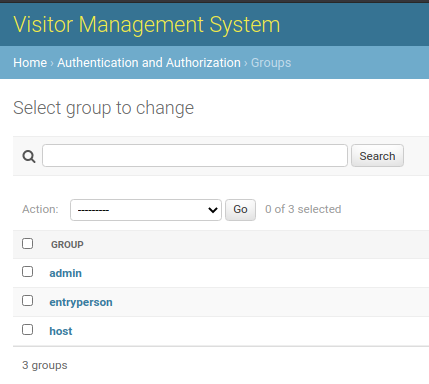 Visitor Management System
Home › Authentication and Authorization › Groups
Select group to change
Search
Action: --------- Go 0 of 3 selected
GROUP
admin
entryperson
host
3 groups